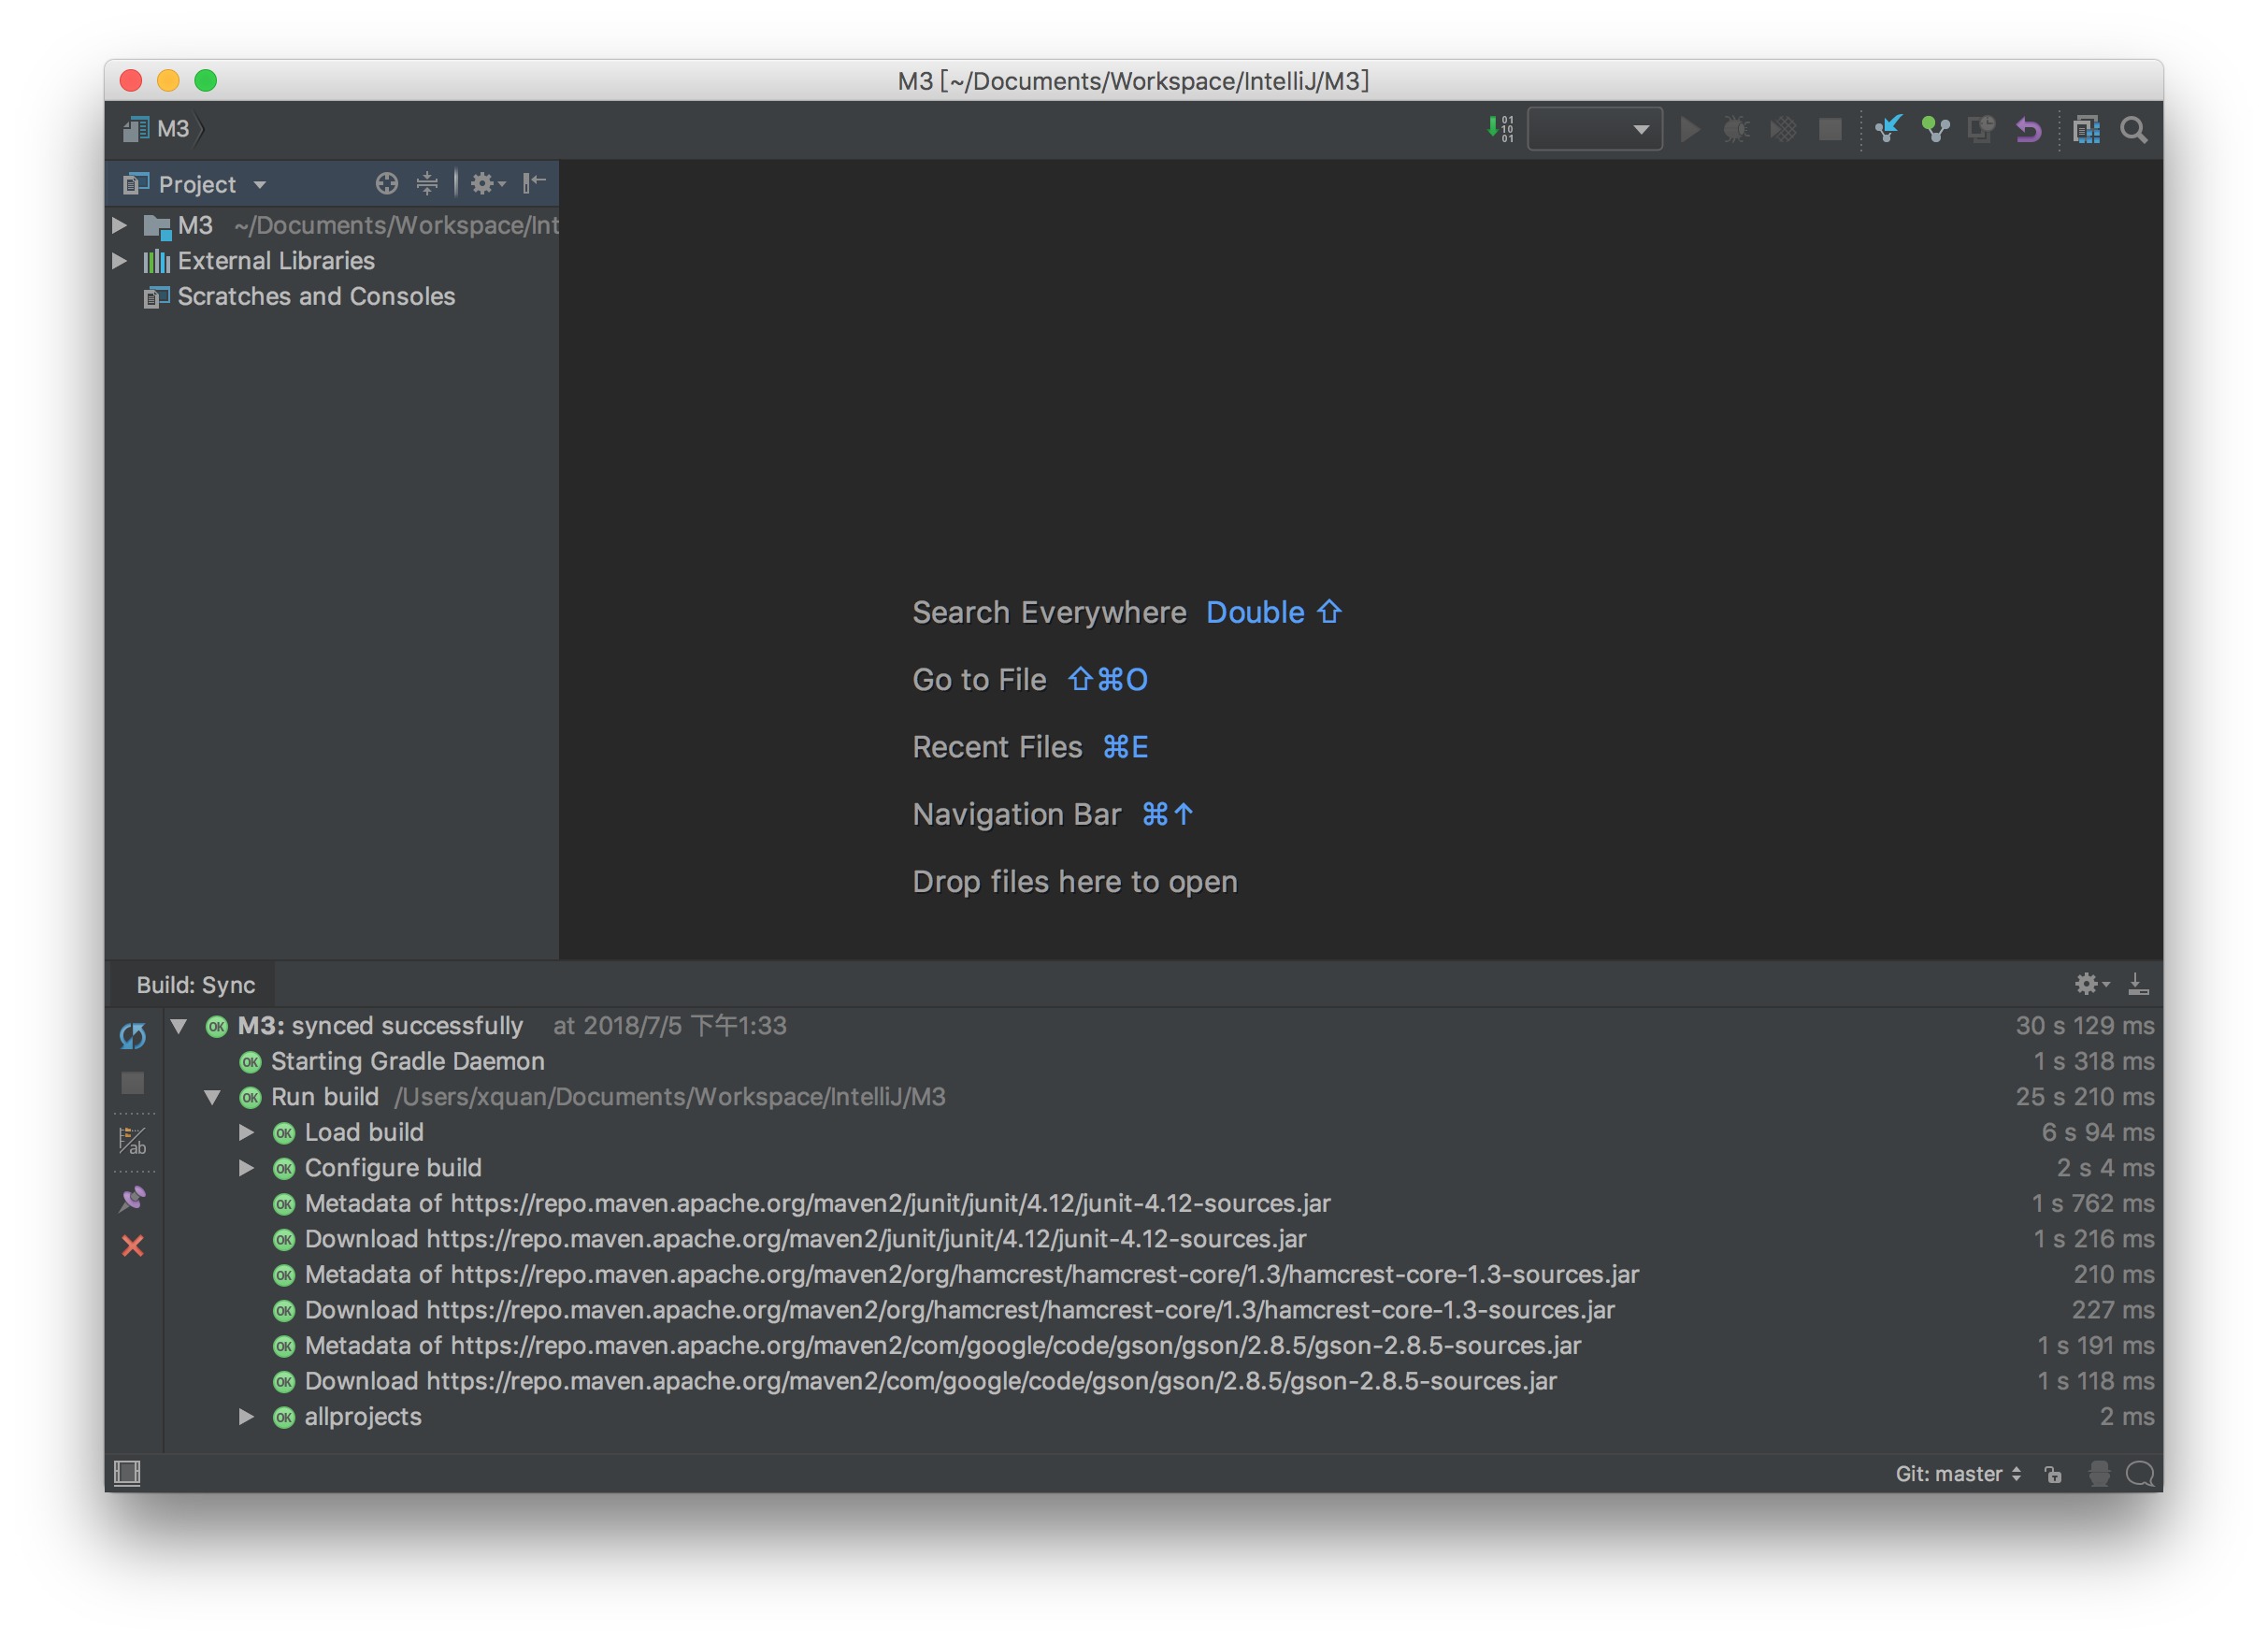 M3 [~/Documents/Workspace/IntelliJ/M3]
M3
Project
M3 ~/Documents/Workspace/Int
External Libraries
Scratches and Consoles
Search Everywhere Double ⇧
Go to File ⇧⌘O
Recent Files ⌘E
Navigation Bar ⌘↑
Drop files here to open
Build: Sync
M3: synced successfully at 2018/7/5 下午1:33 30 s 129 ms
Starting Gradle Daemon 1 s 318 ms
Run build /Users/xquan/Documents/Workspace/IntelliJ/M3 25 s 210 ms
Load build 6 s 94 ms
Configure build 2 s 4 ms
Metadata of https://repo.maven.apache.org/maven2/junit/junit/4.12/junit-4.12-sources.jar 1 s 762 ms
Download https://repo.maven.apache.org/maven2/junit/junit/4.12/junit-4.12-sources.jar 1 s 216 ms
Metadata of https://repo.maven.apache.org/maven2/org/hamcrest/hamcrest-core/1.3/hamcrest-core-1.3-sources.jar 210 ms
Download https://repo.maven.apache.org/maven2/org/hamcrest/hamcrest-core/1.3/hamcrest-core-1.3-sources.jar 227 ms
Metadata of https://repo.maven.apache.org/maven2/com/google/code/gson/gson/2.8.5/gson-2.8.5-sources.jar 1 s 191 ms
Download https://repo.maven.apache.org/maven2/com/google/code/gson/gson/2.8.5/gson-2.8.5-sources.jar 1 s 118 ms
allprojects 2 ms
Git: master